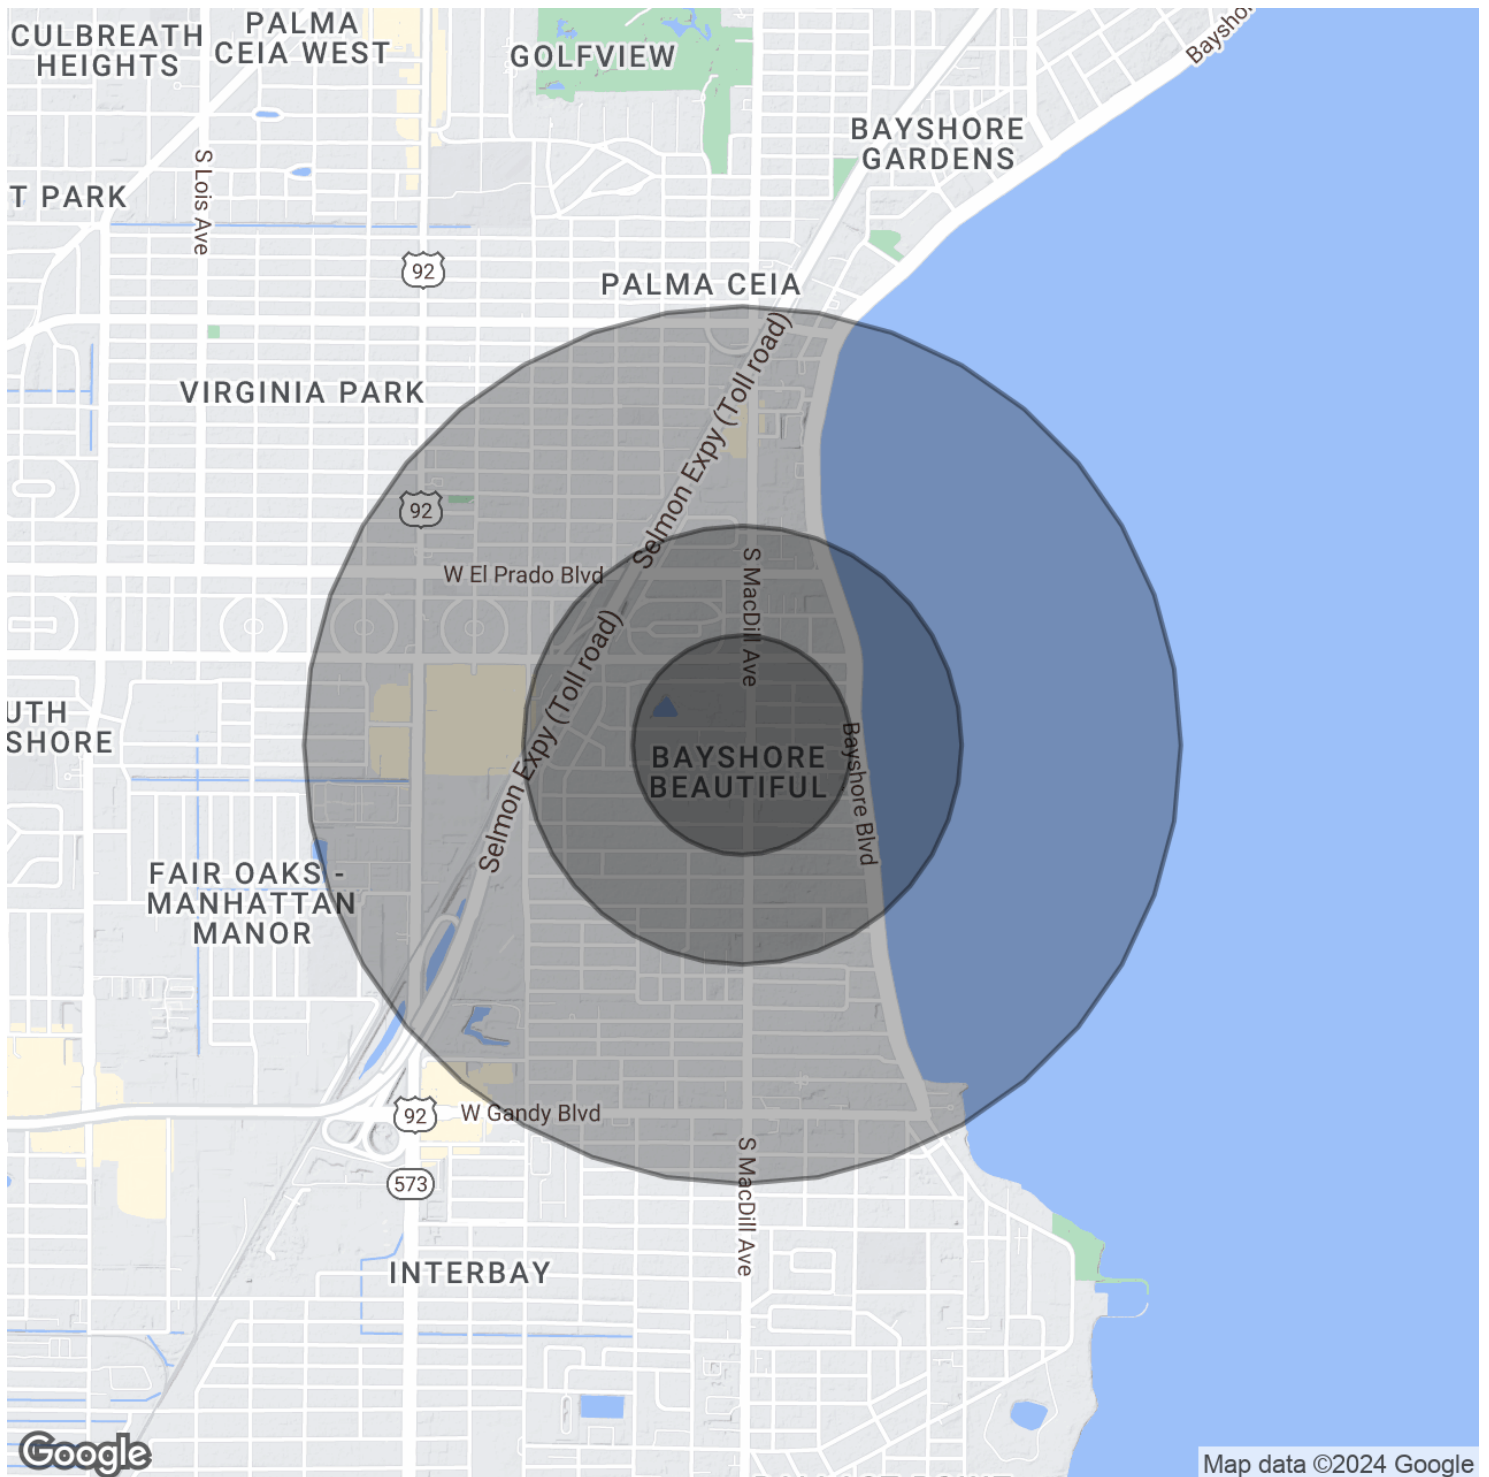 CULBREATH
HEIGHTS
PALMA
CEIA WEST
GOLFVIEW
Bayshor
BAYSHORE
GARDENS
S Lois Ave
T PARK
92
PALMA CEIA
VIRGINIA PARK
Selmon Expy (Toll road)
92
W El Prado Blvd
S MacDill Ave
Selmon Expy (Toll road)
UTH
SHORE
BAYSHORE
BEAUTIFUL
Bayshore Blvd
FAIR OAKS -
MANHATTAN
MANOR
92
W Gandy Blvd
573
S MacDill Ave
INTERBAY
Google
Map data ©2024 Google